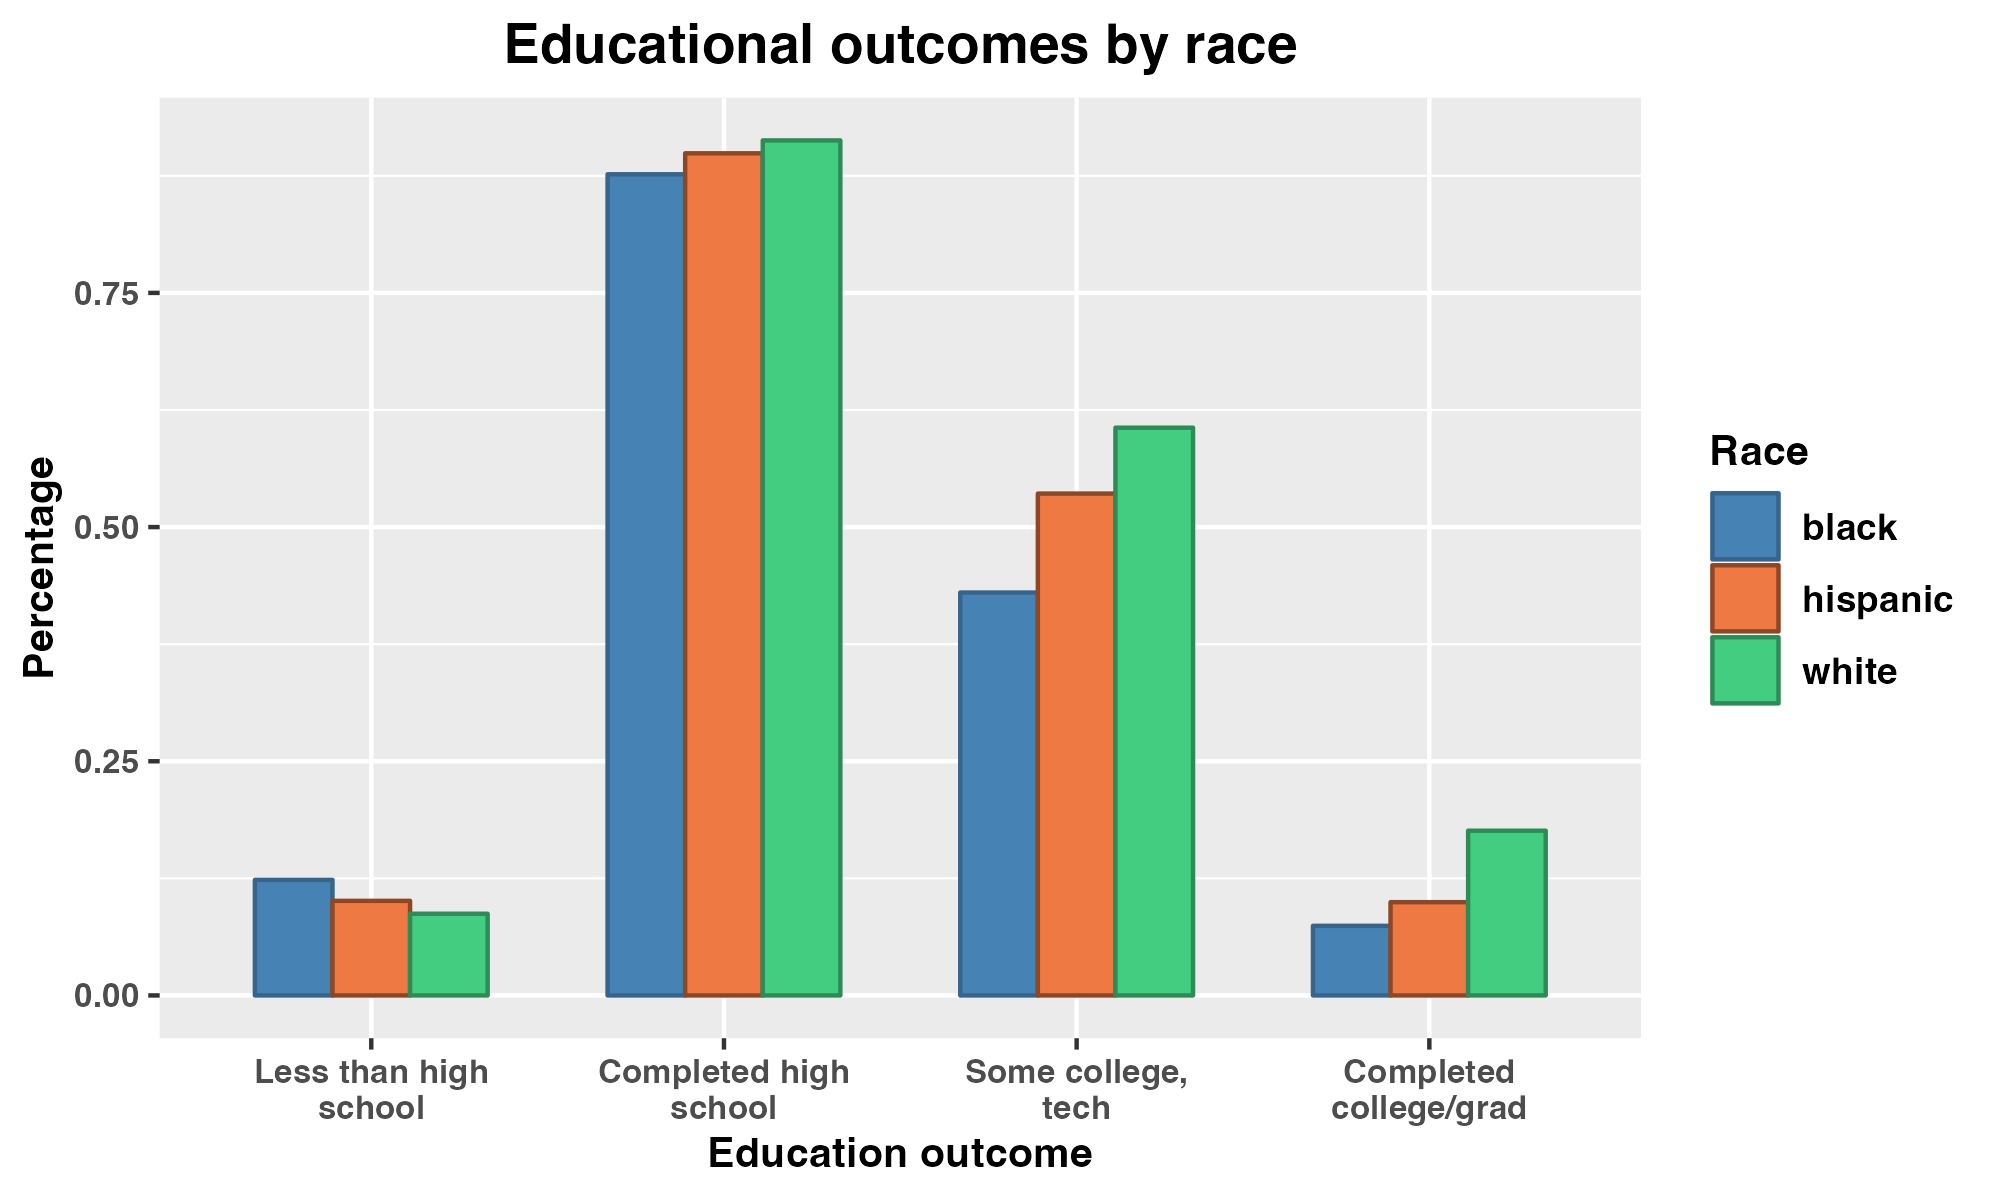 Educational outcomes by race
Percentage
0.75
0.50
0.25
0.00
Less than high
school
Completed high
school
Some college,
tech
Completed
college/grad
Education outcome
Race
black
hispanic
white